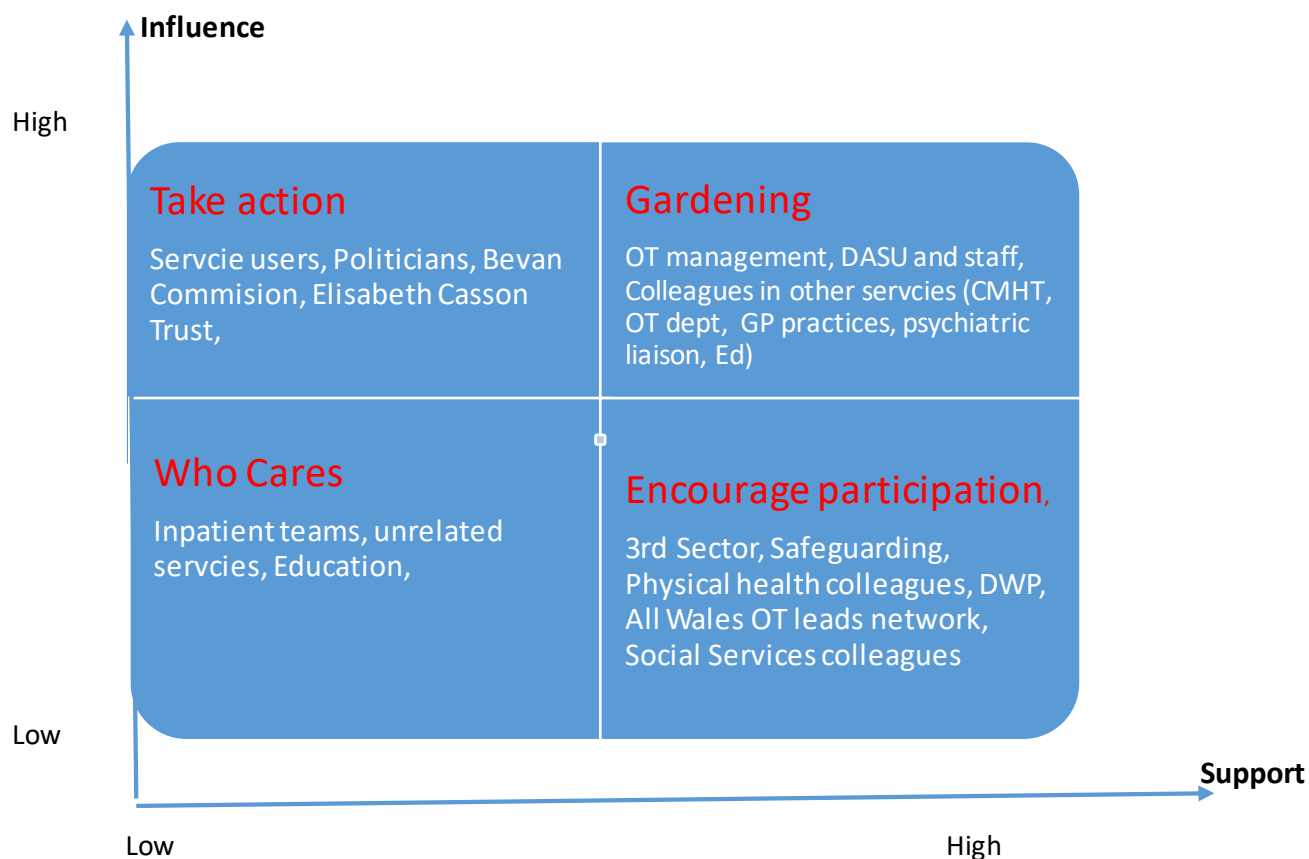 Influence
High
Take action
Servcie users, Politicians, Bevan
Commision, Elisabeth Casson
Trust,
Gardening
OT management, DASU and staff,
Colleagues in other servcies (CMHT,
OT dept, GP practices, psychiatric
liaison, Ed)
Who Cares
Inpatient teams, unrelated
servcies, Education,
Encourage participation,
3rd Sector, Safeguarding,
Physical health colleagues, DWP,
All Wales OT leads network,
Social Services colleagues
Low
Support
Low
High